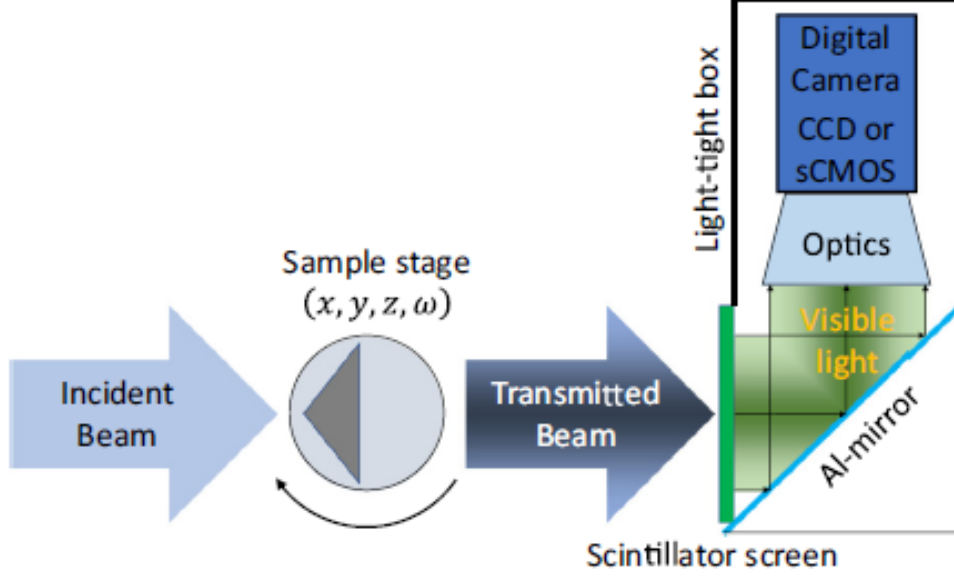 Incident
Beam
Sample stage
(x, y, z, ω)
Transmitted
Beam
Light-tight box
Digital
Camera
CCD or
sCMOS
Optics
Visible
light
Al-mirror
Scintillator screen